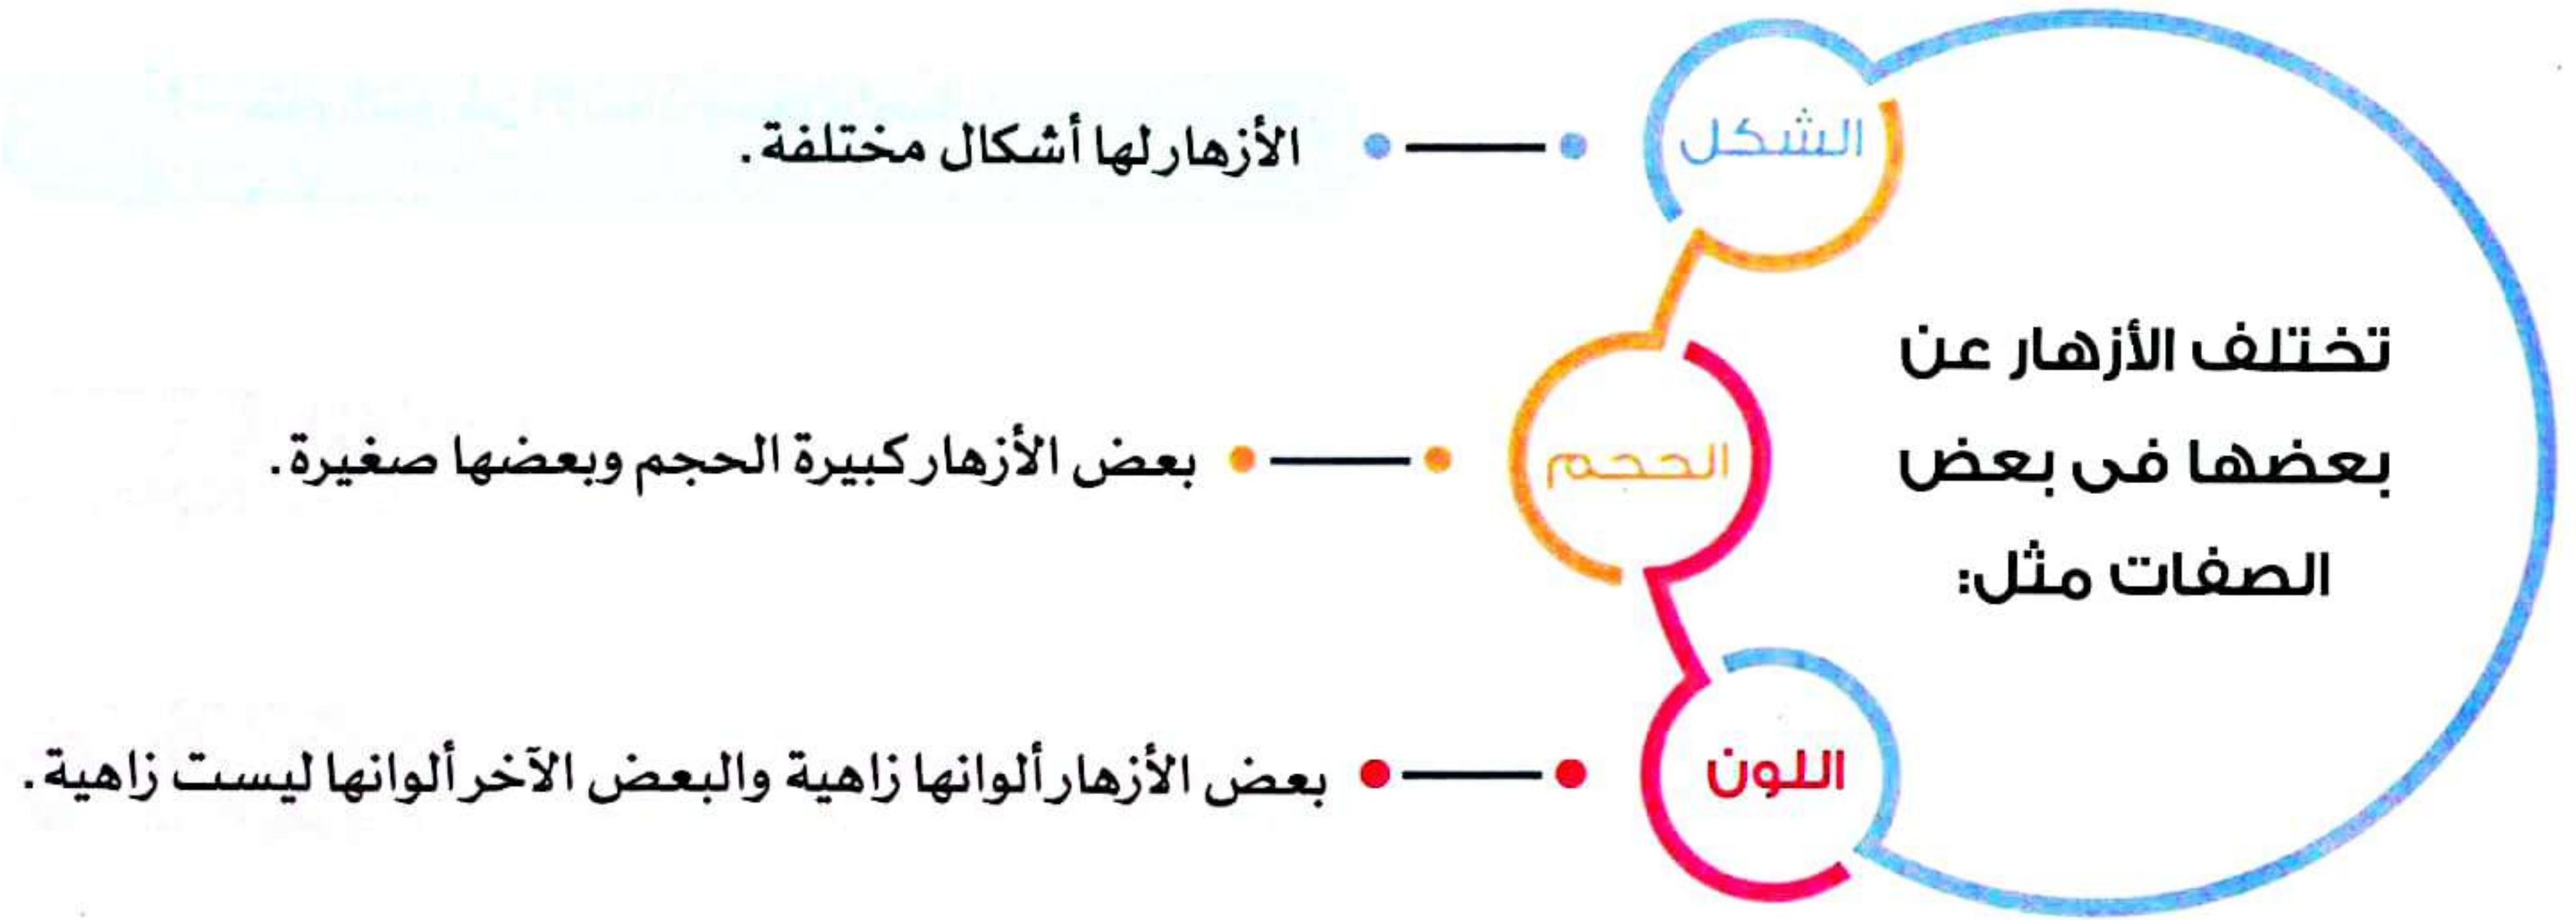 تختلف الأزهار عن
بعضها فى بعض
الصفات مثل:
الشكل
الأزهار لها أشكال مختلفة.
الحجم
بعض الأزهار كبيرة الحجم وبعضها صغيرة.
اللون
بعض الأزهار ألوانها زاهية والبعض الآخر ألوانها ليست زاهية.